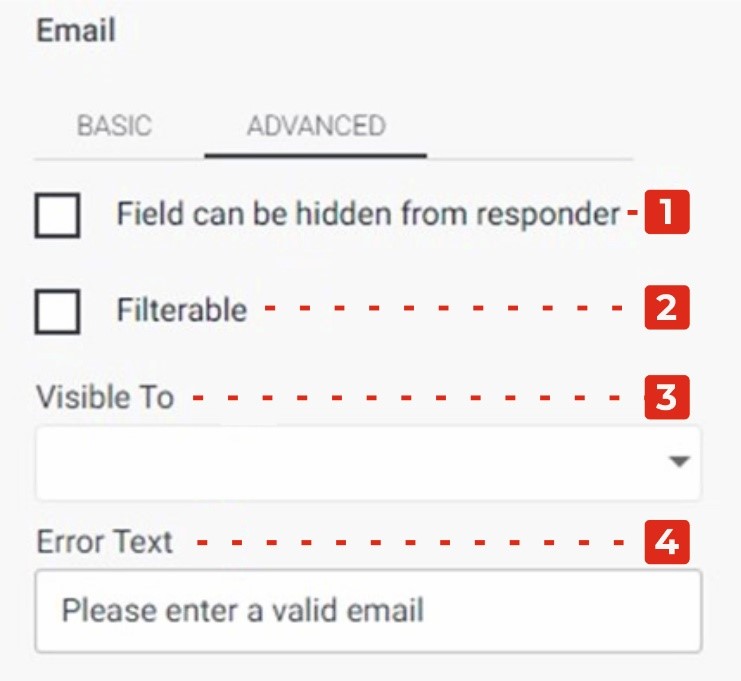 Email
BASIC ADVANCED
Field can be hidden from responder 1
Filterable 2
Visible To 3
Error Text 4
Please enter a valid email